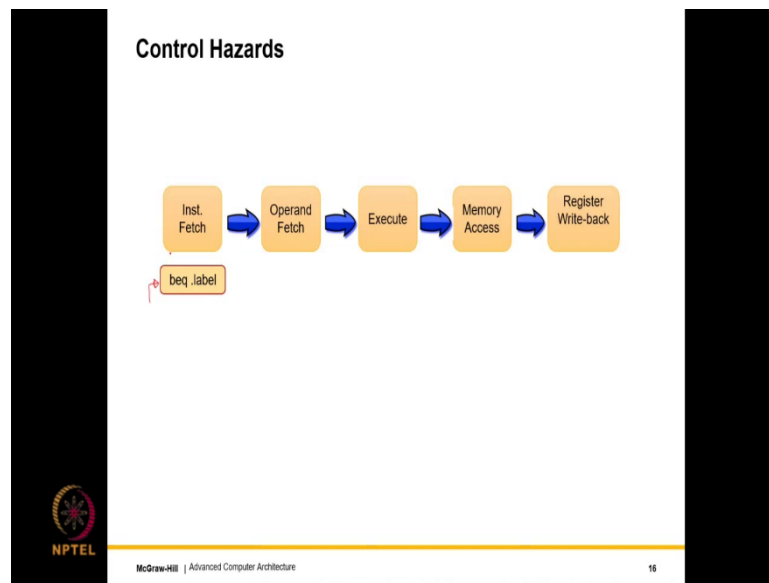 Control Hazards
Inst.
Fetch
Operand
Fetch
Execute
Memory
Access
Register
Write-back
beq .label
NPTEL
McGraw-Hill | Advanced Computer Architecture
16